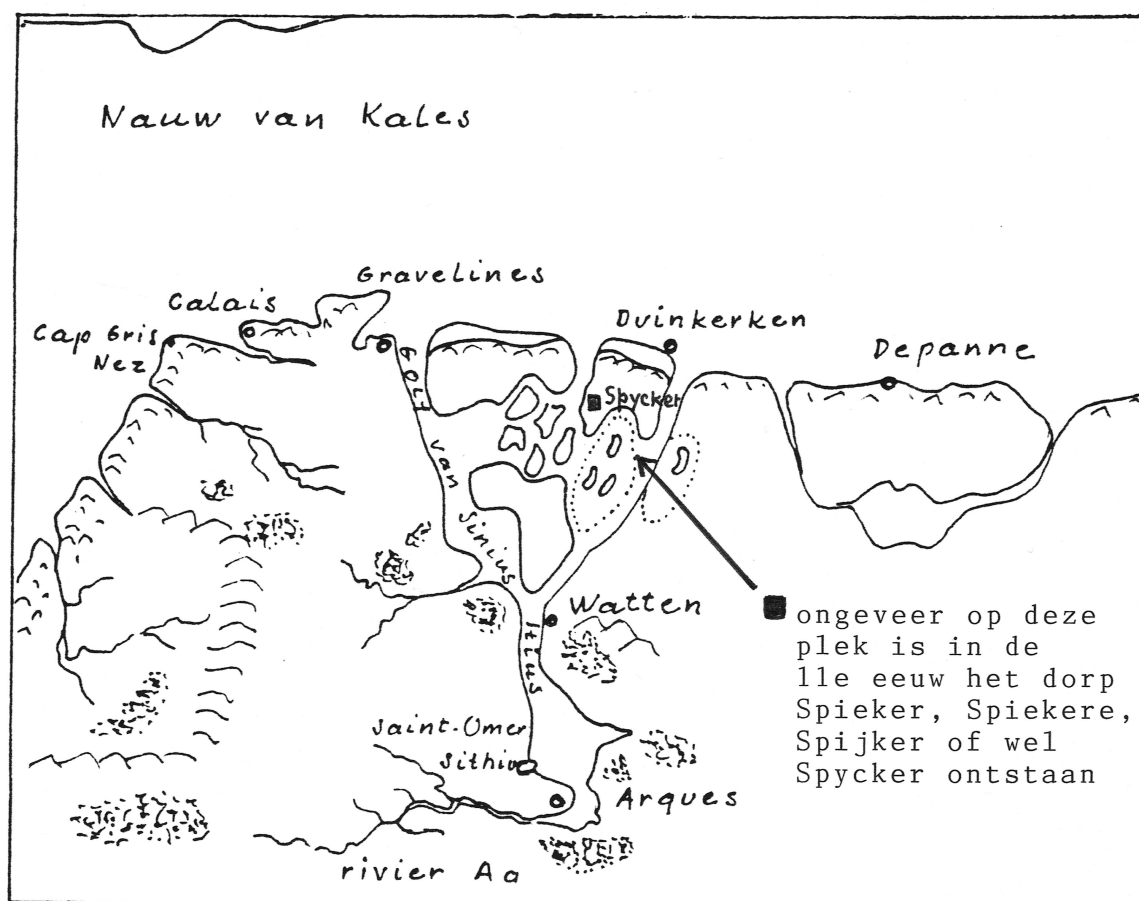 Nauw van Kales
Gravelines
Calais
Cap Gris
Nez
Duinkerken
Depanne
Spycker
Golf van Sinius Ittus
Watten
ongeveer op deze
plek is in de
11e eeuw het dorp
Spieker, Spiekere,
Spijker of wel
Spycker ontstaan
Saint-Omer
Sithiu
Arques
rivier Aa